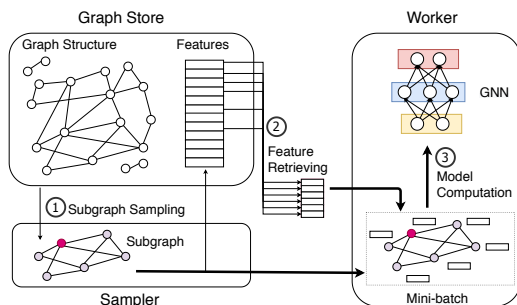 Graph Store
Worker
Graph Structure
Features
GNN
2
Feature
Retrieving
3
Model
Computation
1 Subgraph Sampling
Subgraph
Sampler
Mini-batch